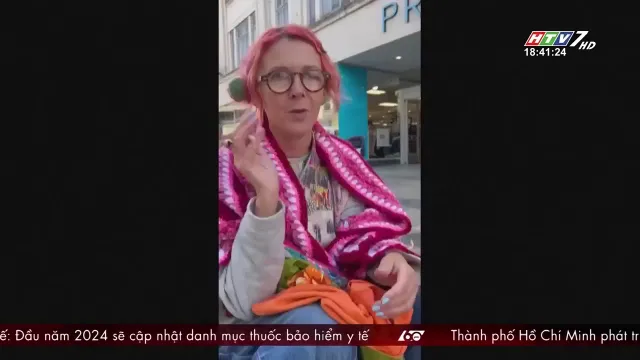 PR
HTV7 HD
18:41:24
tế: Đầu năm 2024 sẽ cập nhật danh mục thuốc bảo hiểm y tế 60 Thành phố Hồ Chí Minh phát tr